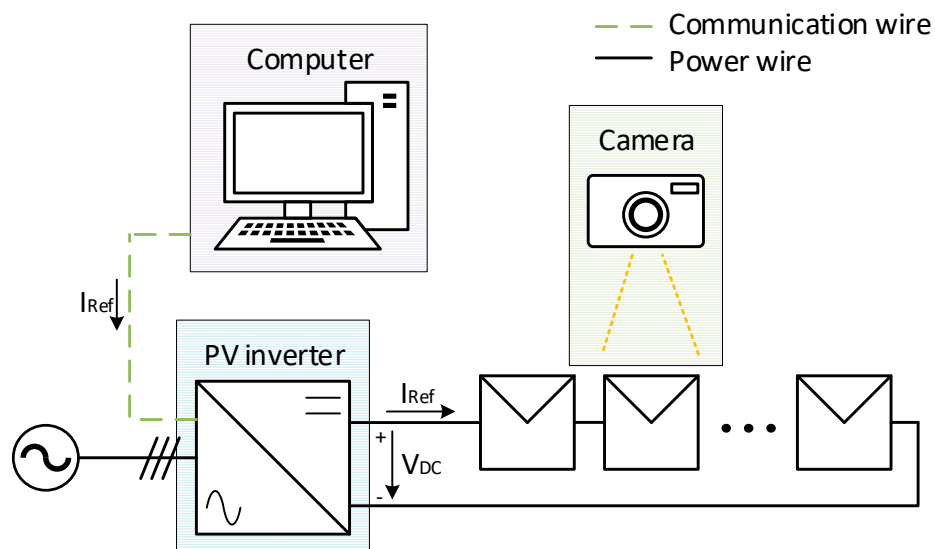 Communication wire
Power wire
Computer
Camera
IRef
PV inverter
IRef
+
VDC
-